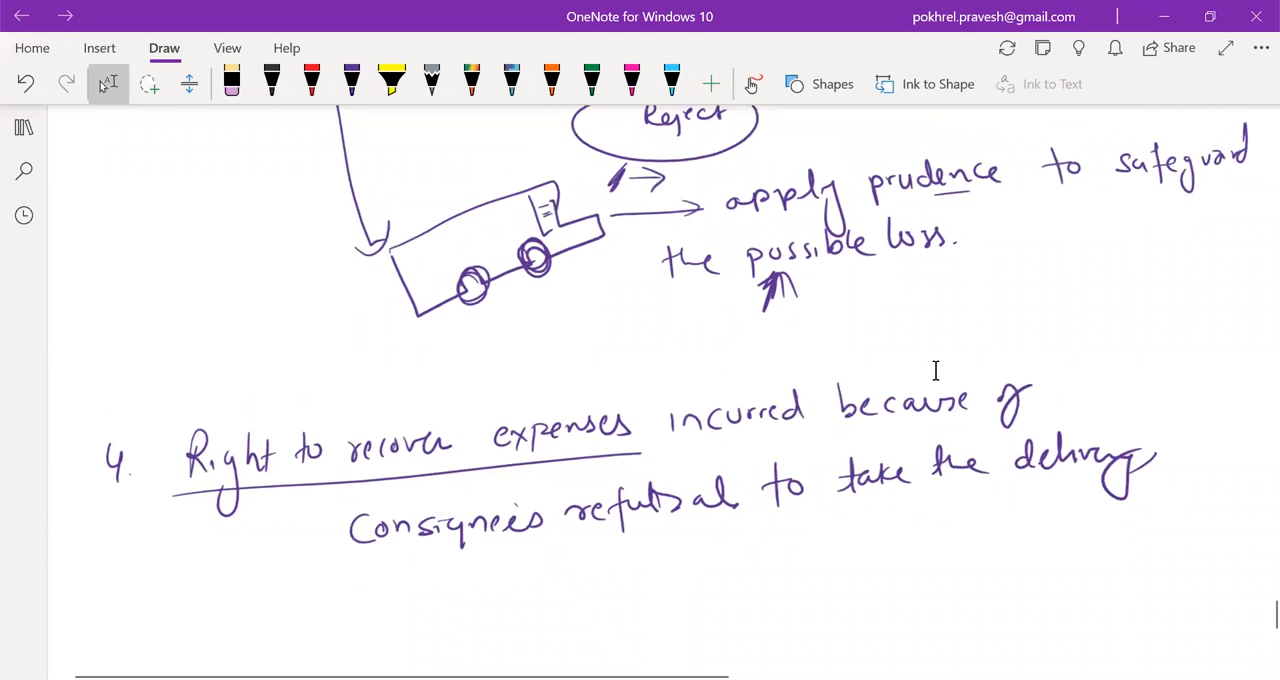 OneNote for Windows 10
pokhrel.pravesh@gmail.com
Home Insert Draw View Help
Share
Shapes
Ink to Shape
Ink to Text
Reject
apply prudence to safeguard
the possible loss.
4. Right to recover expenses incurred because of
Consignee's refusal to take the delivery